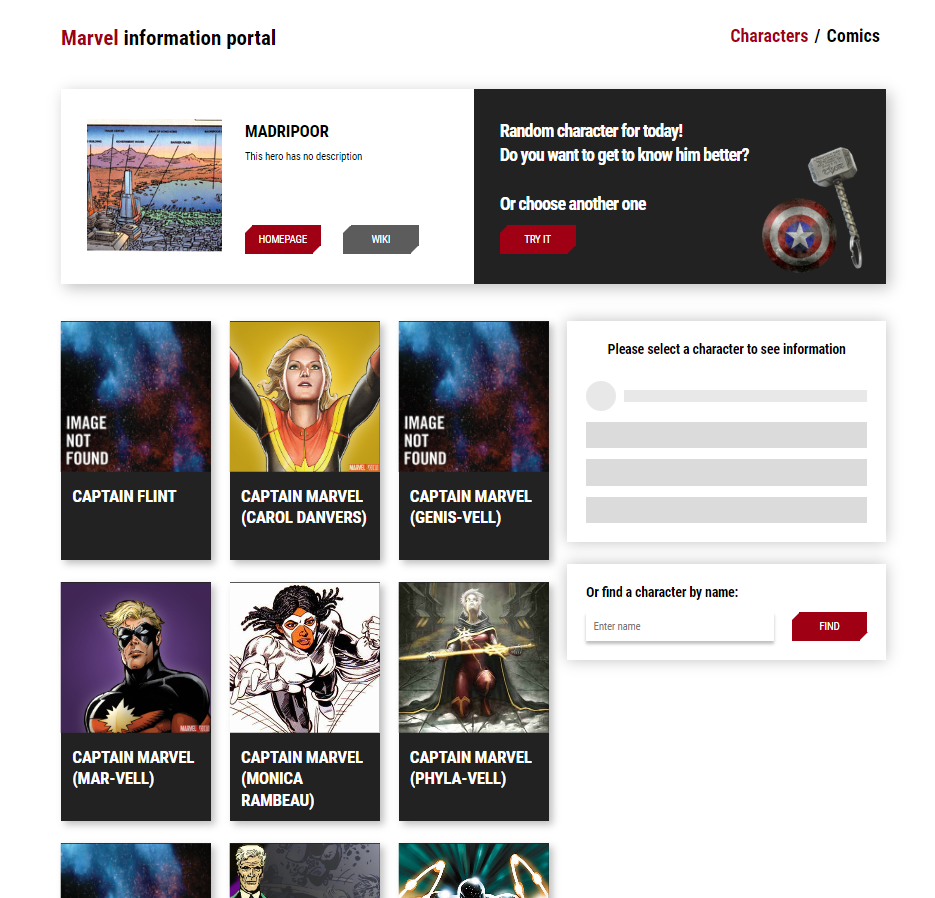 Marvel information portal
Characters / Comics
MADRIPOOR
This hero has no description
HOMEPAGE
WIKI
Random character for today!
Do you want to get to know him better?
Or choose another one
TRY IT
IMAGE
NOT
FOUND
CAPTAIN FLINT
CAPTAIN MARVEL
(CAROL DANVERS)
IMAGE
NOT
FOUND
CAPTAIN MARVEL
(GENIS-VELL)
Please select a character to see information
Or find a character by name:
Enter name
FIND
CAPTAIN MARVEL
(MAR-VELL)
CAPTAIN MARVEL
(MONICA
RAMBEAU)
CAPTAIN MARVEL
(PHYLA-VELL)